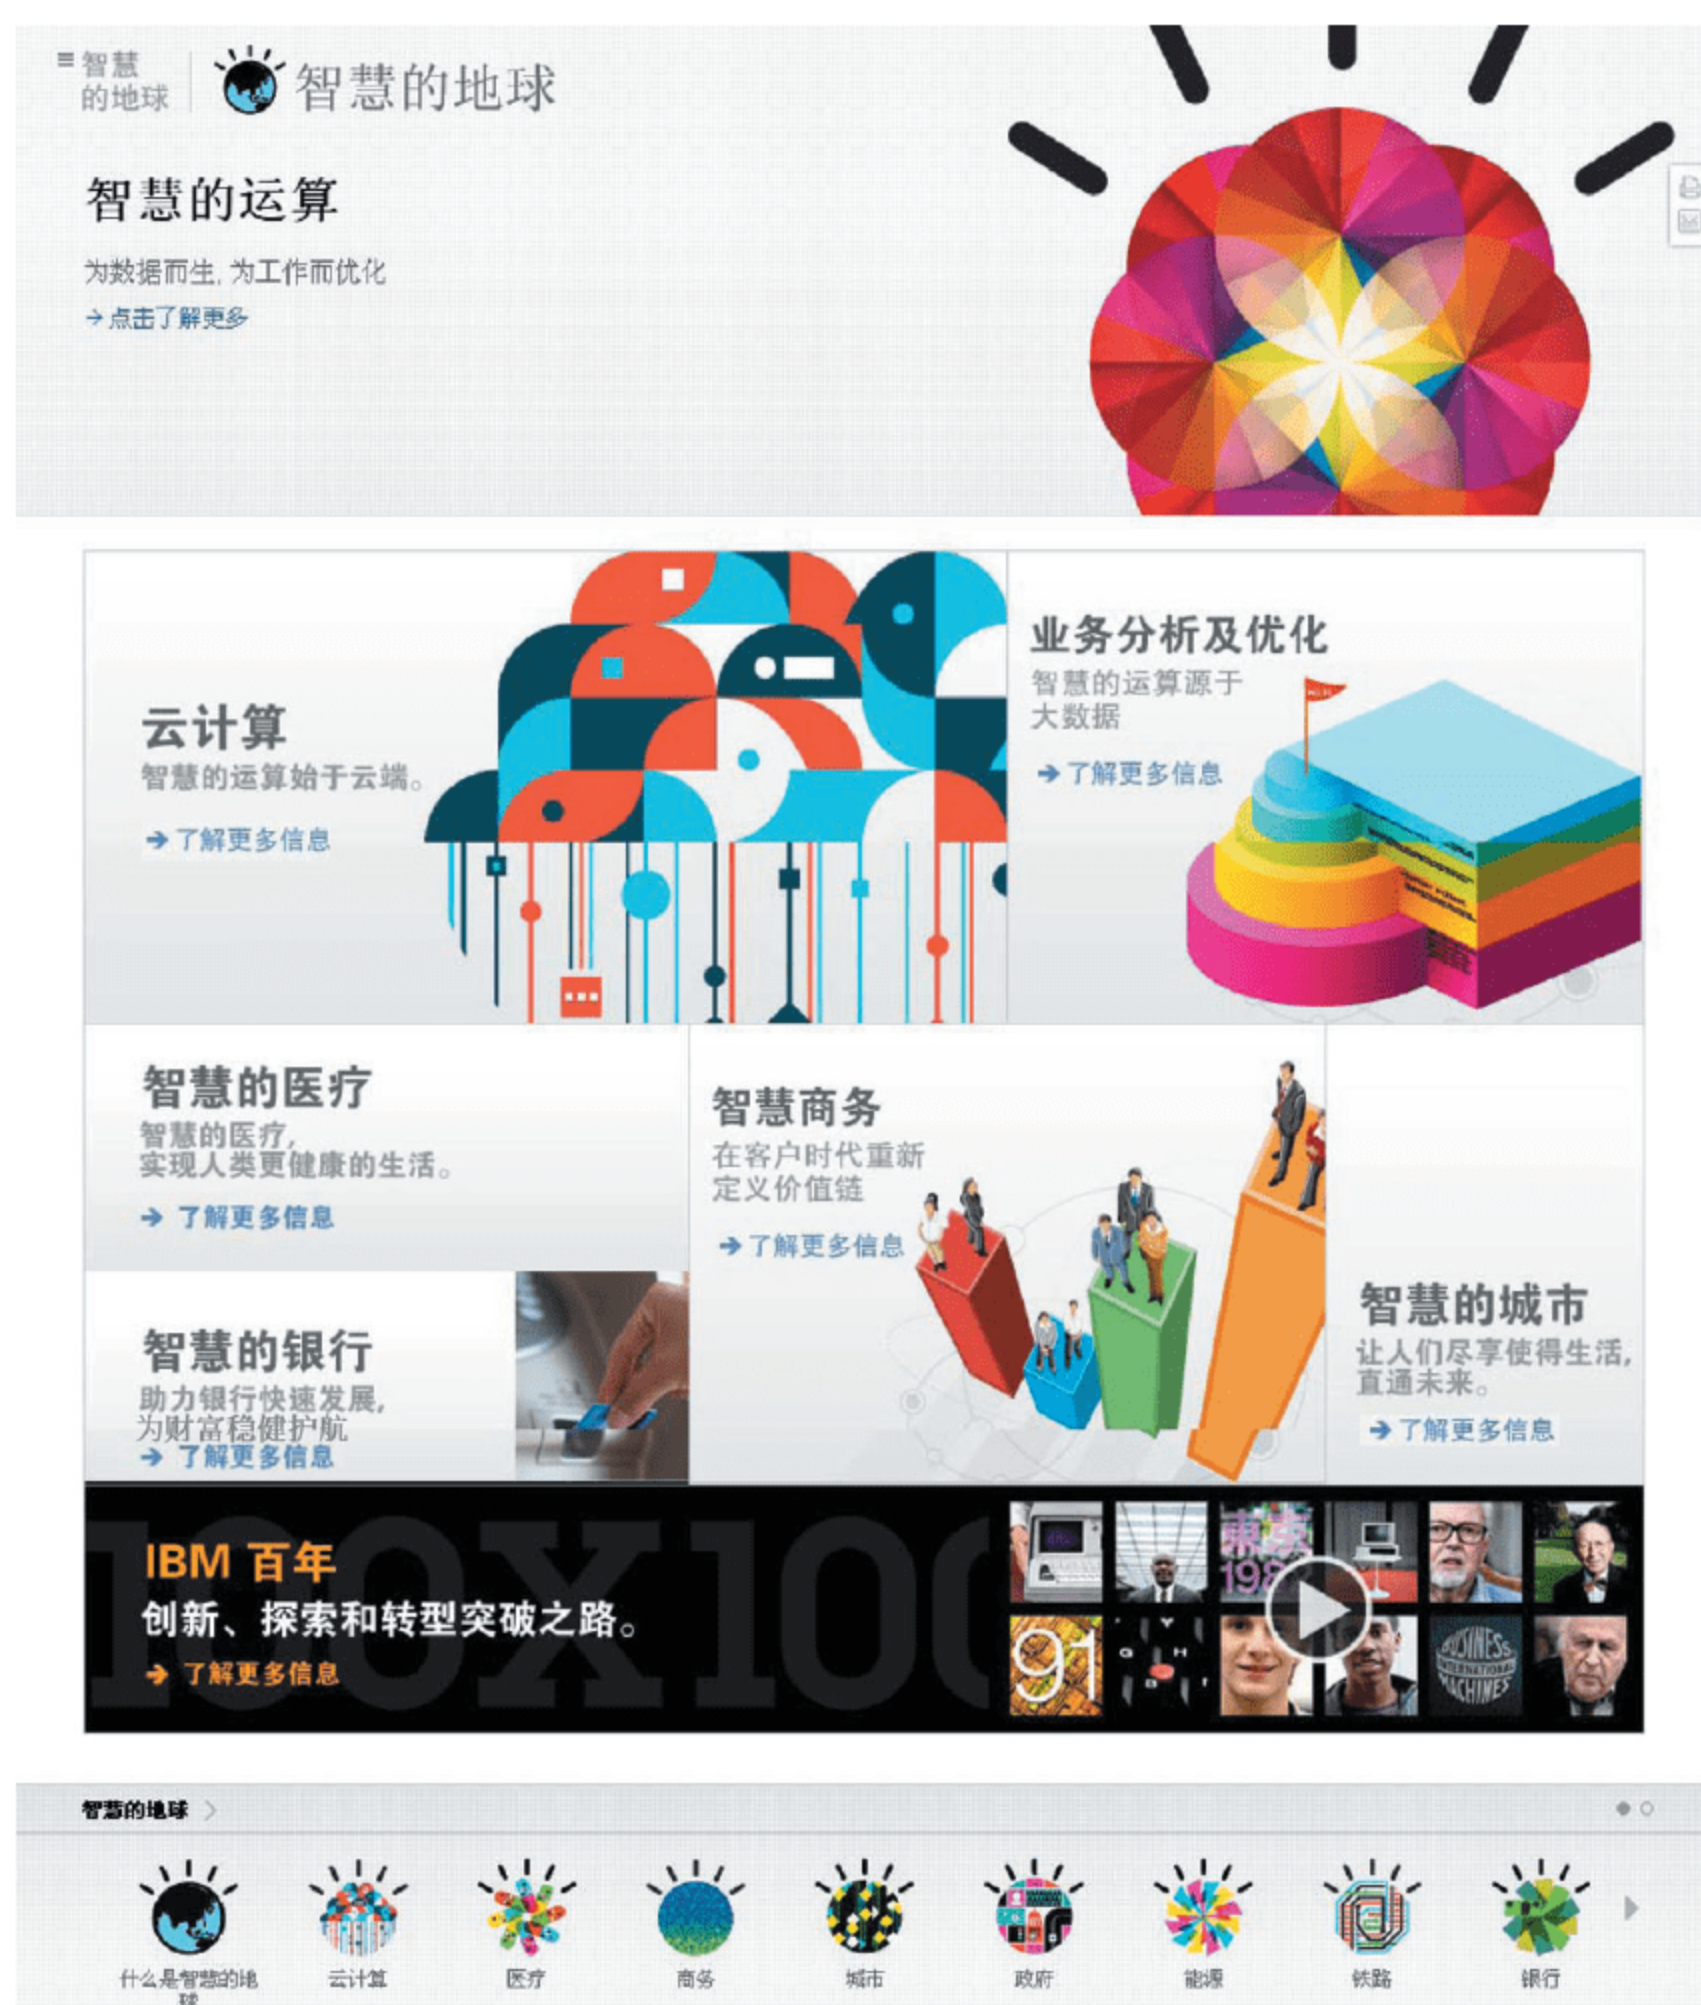 智慧
的地球
智慧的地球
智慧的运算
为数据而生, 为工作而优化
点击了解更多
云计算
智慧的运算始于云端。
了解更多信息
业务分析及优化
智慧的运算源于
大数据
了解更多信息
智慧的医疗
智慧的医疗,
实现人类更健康的生活。
了解更多信息
智慧的银行
助力银行快速发展,
为财富稳健护航
了解更多信息
智慧商务
在客户时代重新
定义价值链
了解更多信息
智慧的城市
让人们尽享使得生活,
直通未来。
了解更多信息
100X100
IBM 百年
创新、探索和转型突破之路。
了解更多信息
東京
198
91
Y
G H
B
BUSINESS
INTERNATIONAL
MACHINES
智慧的地球
什么是智慧的地
球
云计算
医疗
商务
城市
政府
能源
铁路
银行